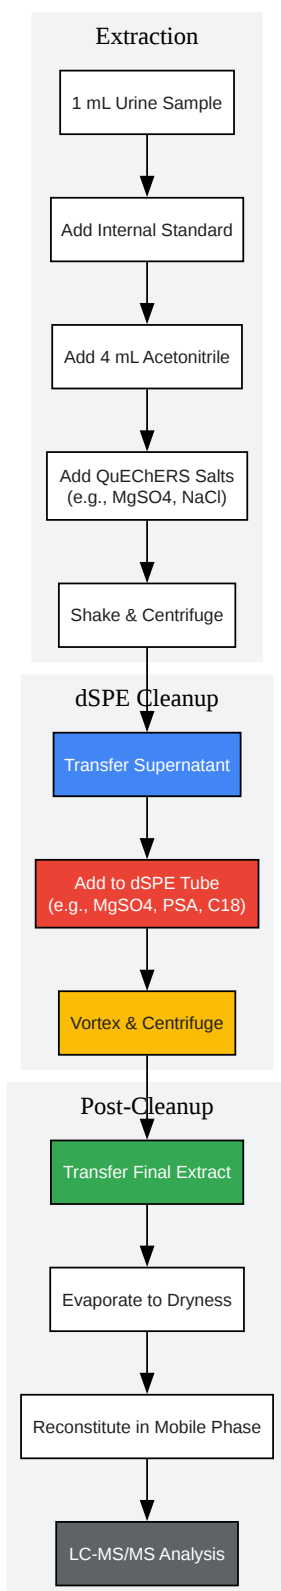 Extraction
1 mL Urine Sample
Add Internal Standard
Add 4 mL Acetonitrile
Add QuEChERS Salts
(e.g., MgSO4, NaCl)
Shake & Centrifuge
dSPE Cleanup
Transfer Supernatant
Add to dSPE Tube
(e.g., MgSO4, PSA, C18)
Vortex & Centrifuge
Post-Cleanup
Transfer Final Extract
Evaporate to Dryness
Reconstitute in Mobile Phase
LC-MS/MS Analysis